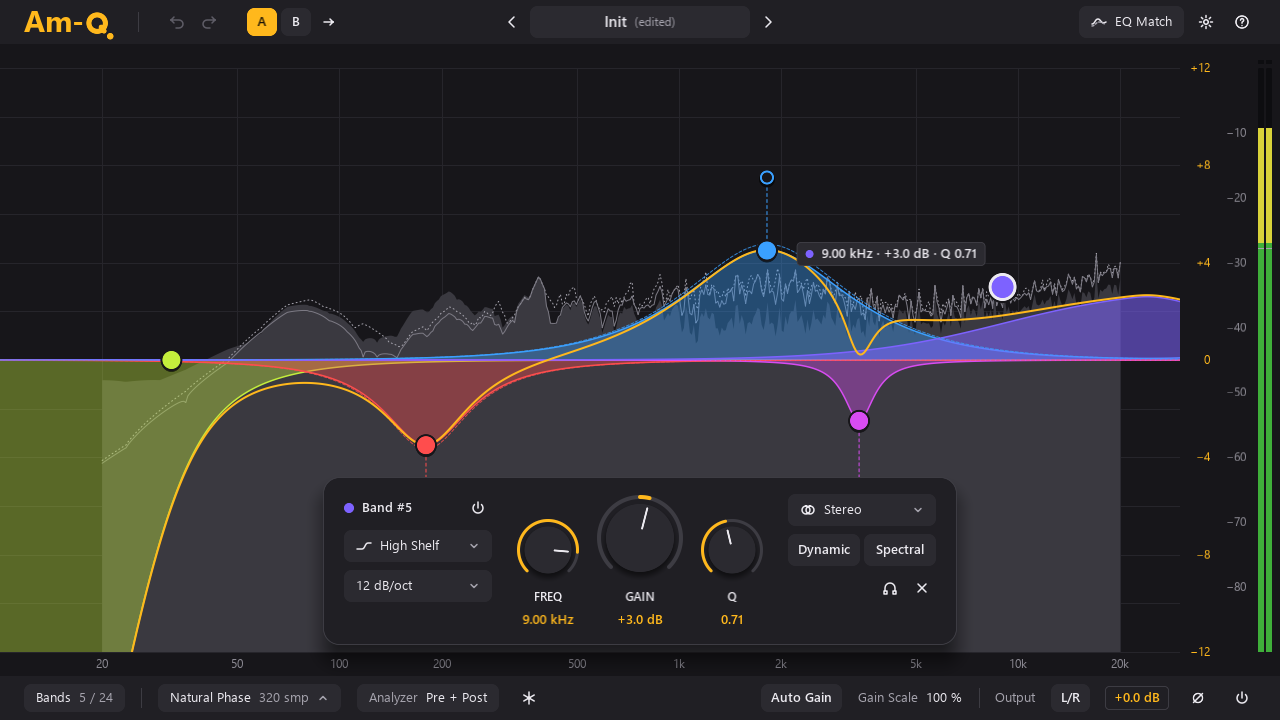 Am-Q
A B
Init (edited)
EQ Match
+12
+8
+4
0
−4
−8
−12
−10
−20
−30
−40
−50
−60
−70
−80
9.00 kHz · +3.0 dB · Q 0.71
Band #5
High Shelf
12 dB/oct
FREQ
9.00 kHz
GAIN
+3.0 dB
Q
0.71
Stereo
Dynamic Spectral
20 50 100 200 500 1k 2k 5k 10k 20k
Bands 5 / 24
Natural Phase 320 smp
Analyzer Pre + Post
Auto Gain
Gain Scale 100 %
Output L/R +0.0 dB